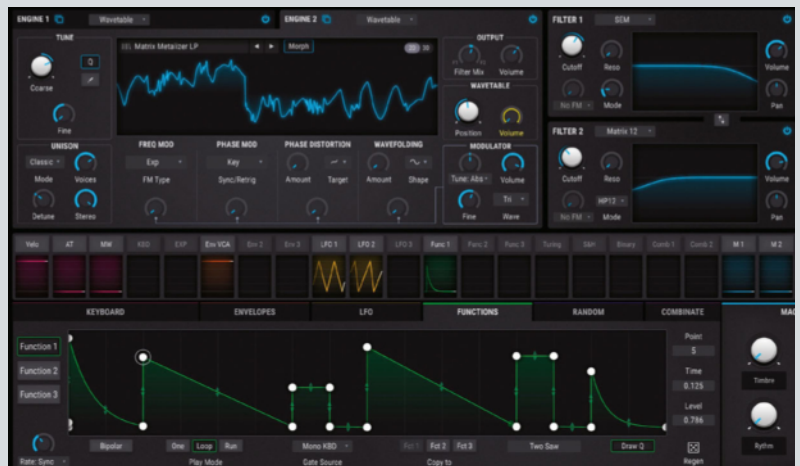 ENGINE 1 Wavetable ENGINE 2 Wavetable FILTER 1 SEM
TUNE
Matrix Metalizer LP Morph 2D 3D
OUTPUT
Q
Coarse
Fine
Filter Mix Volume
WAVETABLE
Position Volume
Cutoff Reso Volume
No FM Mode Pan
FILTER 2 Matrix 12
UNISON FREQ MOD PHASE MOD PHASE DISTORTION WAVEFOLDING MODULATOR
Classic Exp Key
Mode Voices FM Type Sync/Retrig Amount Target Amount Shape Tune: Abs Volume
Cutoff Reso Volume
HP12
No FM Mode Pan
Tri
Detune Stereo Fine Wave
Velo AT MW KBD EXP Env VCA Env 2 Env 3 LFO 1 LFO 2 LFO 3 Func 1 Func 2 Func 3 Turing S&H Binary Comb 1 Comb 2 M 1 M 2
KEYBOARD ENVELOPES LFO FUNCTIONS RANDOM COMBINATE MA
Function 1
Function 2
Function 3
Point
5
Time
0.125
Level
0.786
Timbre
Bipolar One Loop Run Mono KBD Fct 1 Fct 2 Fct 3 Two Saw Draw Q
Rate: Sync Play Mode Gate Source Copy to Regen
Rythm